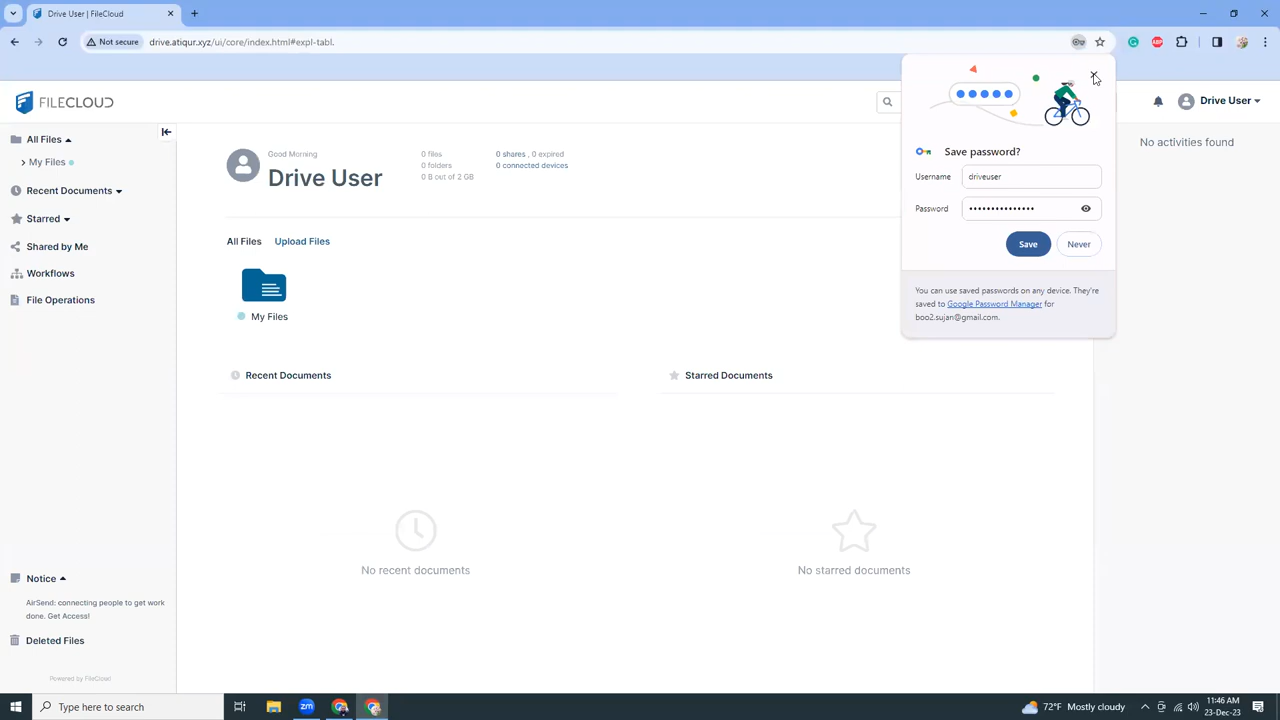 Drive User | FileCloud
Not secure
drive.atiqur.xyz/ui/core/index.html#expl-tabl.
ABP
FILECLOUD
Drive User
All Files
My Files
Recent Documents
Starred
Shared by Me
Workflows
File Operations
Good Morning
Drive User
0 files
0 folders
0 B out of 2 GB
0 shares , 0 expired
0 connected devices
All Files
Upload Files
My Files
Recent Documents
No recent documents
Starred Documents
No starred documents
No activities found
Save password?
Username
driveuser
Password
•••••••••••••••
Save
Never
You can use saved passwords on any device. They're
saved to Google Password Manager for
boo2.sujan@gmail.com.
Notice
AirSend: connecting people to get work
done. Get Access!
Deleted Files
Powered by FileCloud
Type here to search
zm
72°F Mostly cloudy
11:46 AM
23-Dec-23